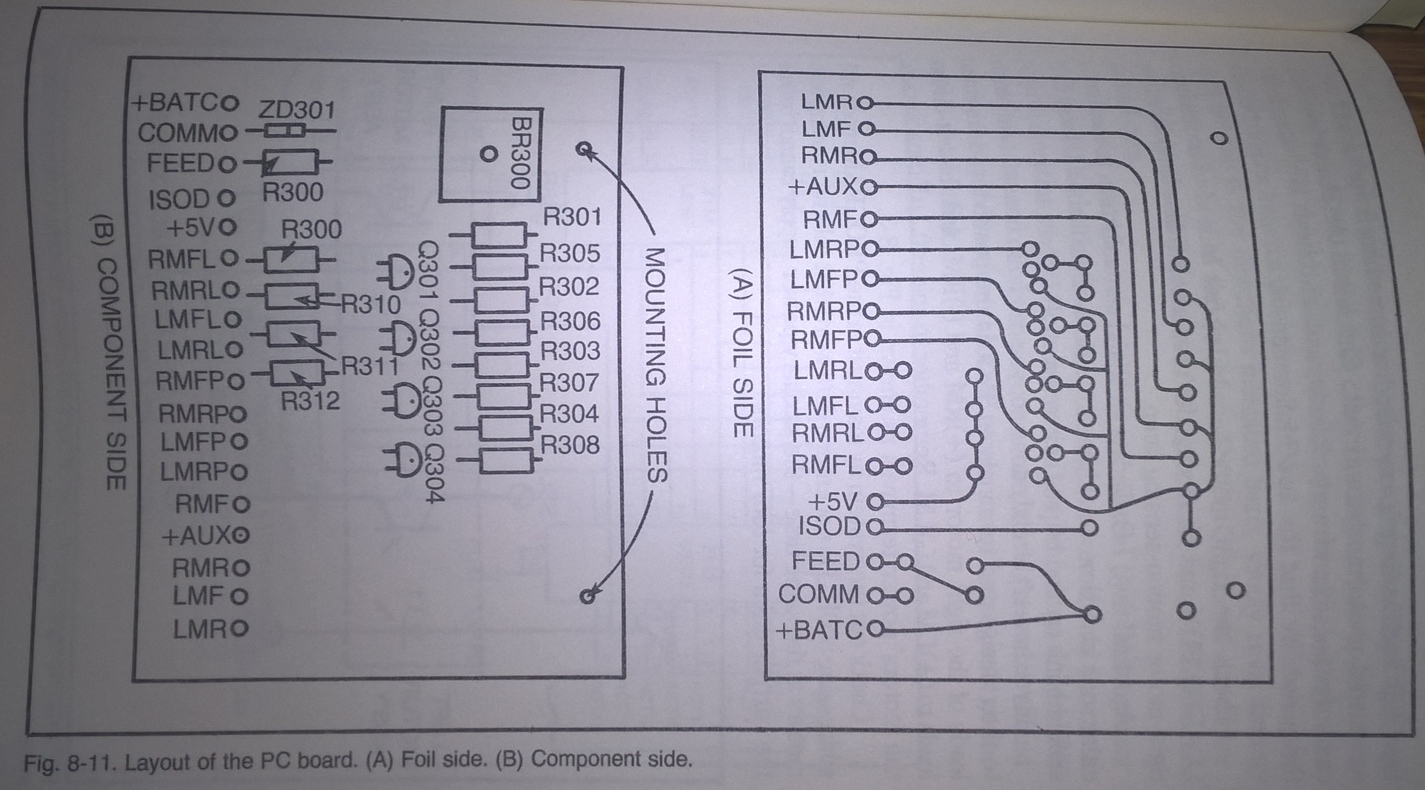 +BATC
COMM
FEED
ISOD
+5V
RMFL
RMRL
LMFL
LMRL
RMFP
RMRP
LMFP
LMRP
RMF
+AUX
RMR
LMF
LMR
ZD301
R300
R300
R310
R311
R312
BR300
Q301 Q302 Q303 Q304
R301
R305
R302
R306
R303
R307
R304
R308
MOUNTING HOLES
(B) COMPONENT SIDE
LMR
LMF
RMR
+AUX
RMF
LMRP
LMFP
RMRP
RMFP
LMRL
LMFL
RMRL
RMFL
+5V
ISOD
FEED
COMM
+BATC
(A) FOIL SIDE
Fig. 8-11. Layout of the PC board. (A) Foil side. (B) Component side.